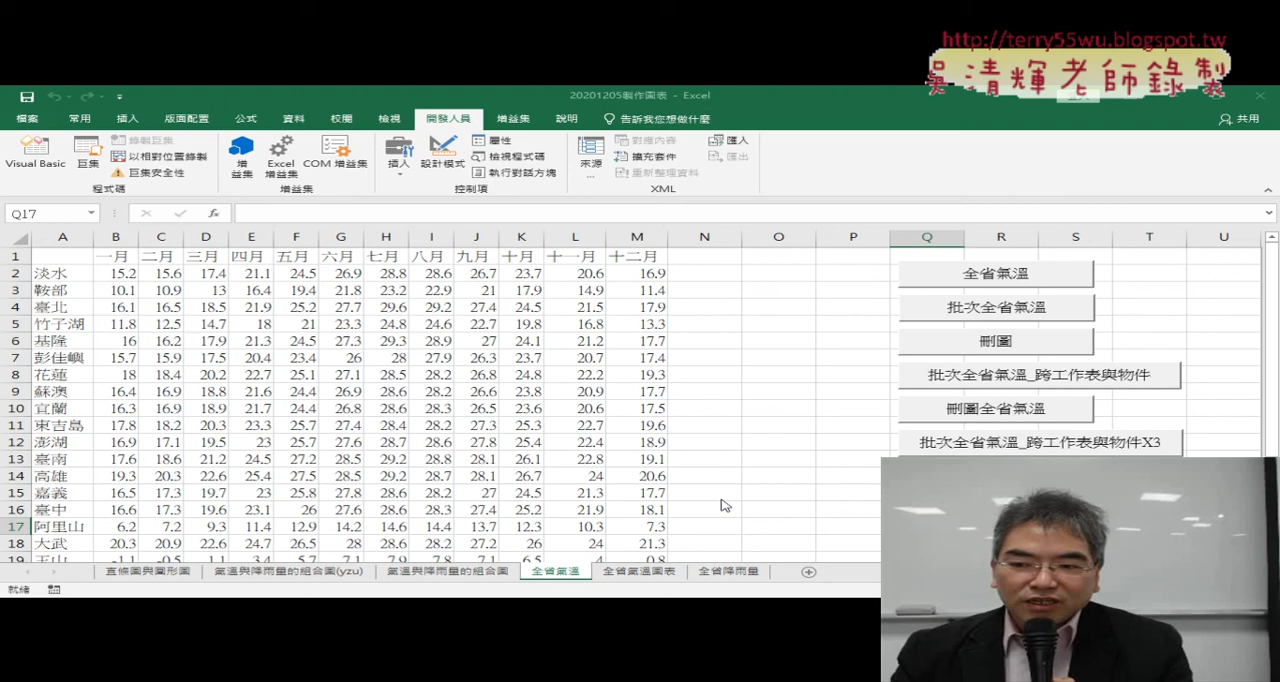 http://terry55wu.blogspot.tw
吳清輝老師錄製
20201205製作圖表 - Excel
檔案 常用 插入 版面配置 公式 資料 校閱 檢視 開發人員 增益集 說明 告訴我您想做什麼 共用
Visual Basic 巨集 錄製巨集 以相對位置錄製 巨集安全性 增益集 Excel 增益集 COM 增益集 插入 設計模式 屬性 檢視程式碼 執行對話方塊 來源 對應內容 擴充套件 重新整理資料 匯入 匯出
程式碼 增益集 控制項 XML
Q17 fx
A B C D E F G H I J K L M N O P Q R S T U
1 一月 二月 三月 四月 五月 六月 七月 八月 九月 十月 十一月 十二月
2 淡水 15.2 15.6 17.4 21.1 24.5 26.9 28.8 28.6 26.7 23.7 20.6 16.9
3 鞍部 10.1 10.9 13 16.4 19.4 21.8 23.2 22.9 21 17.9 14.9 11.4
4 臺北 16.1 16.5 18.5 21.9 25.2 27.7 29.6 29.2 27.4 24.5 21.5 17.9
5 竹子湖 11.8 12.5 14.7 18 21 23.3 24.8 24.6 22.7 19.8 16.8 13.3
6 基隆 16 16.2 17.9 21.3 24.5 27.3 29.3 28.9 27 24.1 21.2 17.7
7 彭佳嶼 15.7 15.9 17.5 20.4 23.4 26 28 27.9 26.3 23.7 20.7 17.4
8 花蓮 18 18.4 20.2 22.7 25.1 27.1 28.5 28.2 26.8 24.8 22.2 19.3
9 蘇澳 16.4 16.9 18.8 21.6 24.4 26.9 28.6 28.2 26.6 23.8 20.9 17.7
10 宜蘭 16.3 16.9 18.9 21.7 24.4 26.8 28.6 28.3 26.5 23.6 20.6 17.5
11 東吉島 17.8 18.2 20.3 23.3 25.7 27.4 28.4 28.1 27.3 25.3 22.7 19.6
12 澎湖 16.9 17.1 19.5 23 25.7 27.6 28.7 28.6 27.8 25.4 22.4 18.9
13 臺南 17.6 18.6 21.2 24.5 27.2 28.5 29.2 28.8 28.1 26.1 22.8 19.1
14 高雄 19.3 20.3 22.6 25.4 27.5 28.5 29.2 28.7 28.1 26.7 24 20.6
15 嘉義 16.5 17.3 19.7 23 25.8 27.8 28.6 28.2 27 24.5 21.3 17.7
16 臺中 16.6 17.3 19.6 23.1 26 27.6 28.6 28.3 27.4 25.2 21.9 18.1
17 阿里山 6.2 7.2 9.3 11.4 12.9 14.2 14.6 14.4 13.7 12.3 10.3 7.3
18 大武 20.3 20.9 22.6 24.7 26.5 28 28.6 28.2 27.2 26 24 21.3
19 玉山 -1.1 -0.5 1.1 3.4 5.7 7.1 7.9 7.8 7.1 6.5 4 0.8
全省氣溫
批次全省氣溫
刪圖
批次全省氣溫_跨工作表與物件
刪圖全省氣溫
批次全省氣溫_跨工作表與物件X3
直條圖與圓形圖 氣溫與降雨量的組合圖(yzu) 氣溫與降雨量的組合圖 全省氣溫 全省氣溫圖表 全省降雨量
就緒